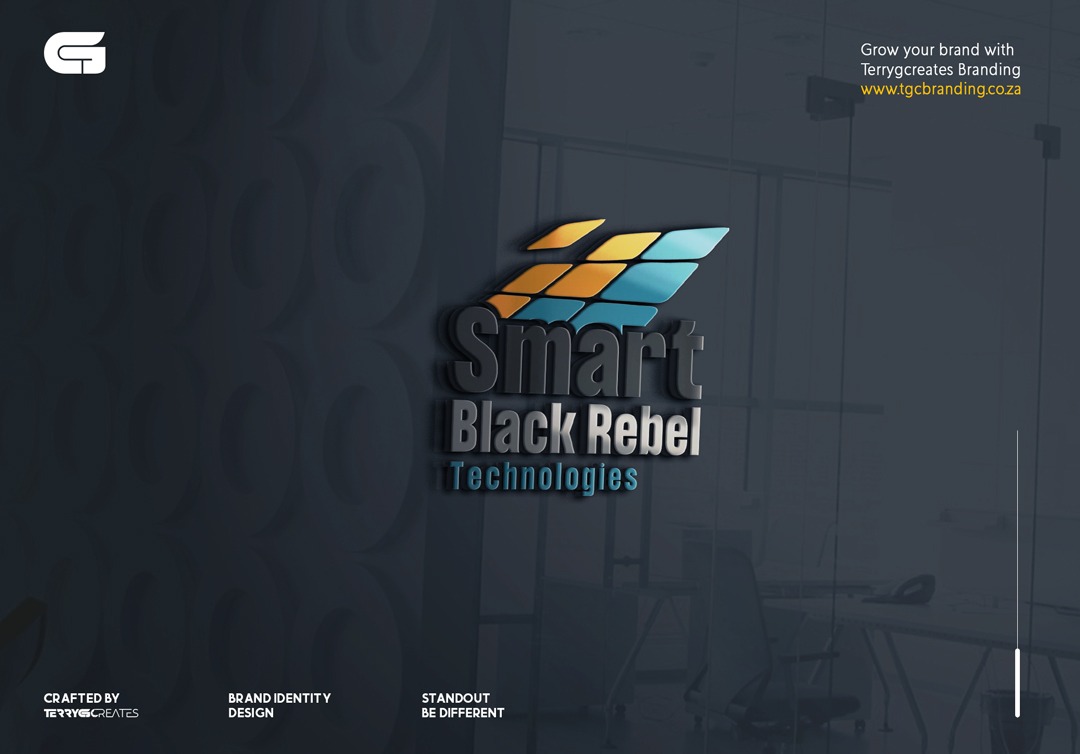 Grow your brand with
Terrygcreates Branding
www.tgcbranding.co.za
Smart
Black Rebel
Technologies
CRAFTED BY
TERRYGCREATES
BRAND IDENTITY
DESIGN
STANDOUT
BE DIFFERENT